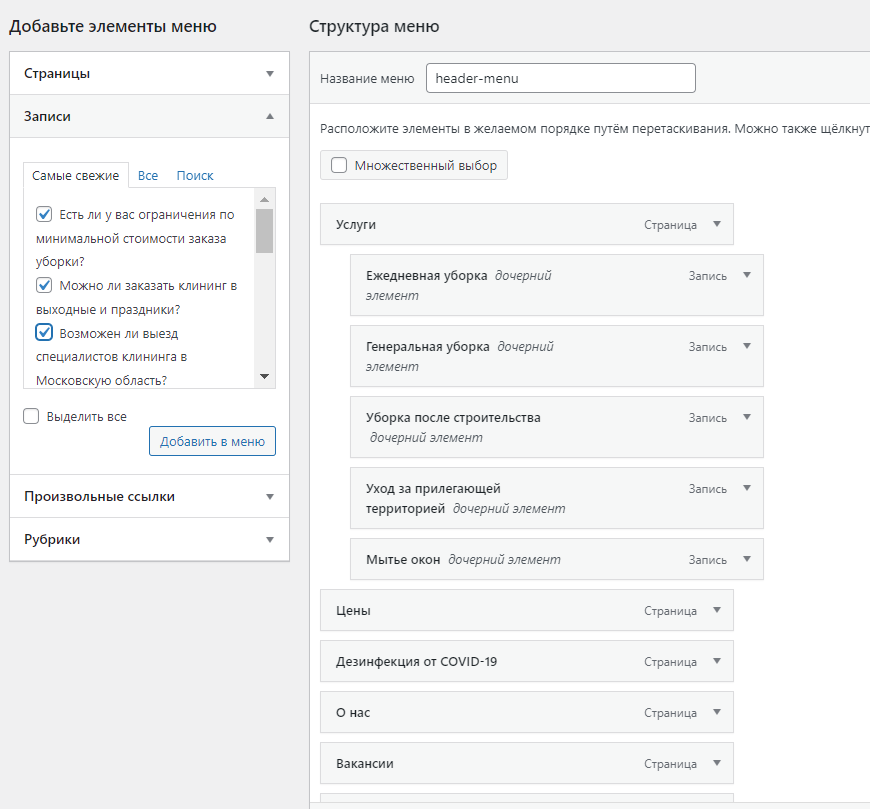 Добавьте элементы меню
Страницы
Записи
Самые свежие Все Поиск
Есть ли у вас ограничения по
минимальной стоимости заказа
уборки?
Можно ли заказать клининг в
выходные и праздники?
Возможен ли выезд
специалистов клининга в
Московскую область?
Выделить все
Добавить в меню
Произвольные ссылки
Рубрики
Структура меню
Название меню header-menu
Расположите элементы в желаемом порядке путём перетаскивания. Можно также щёлкнут
Множественный выбор
Услуги Страница
Ежедневная уборка дочерний Запись
элемент
Генеральная уборка дочерний Запись
элемент
Уборка после строительства Запись
дочерний элемент
Уход за прилегающей Запись
территорией дочерний элемент
Мытье окон дочерний элемент Запись
Цены Страница
Дезинфекция от COVID-19 Страница
О нас Страница
Вакансии Страница